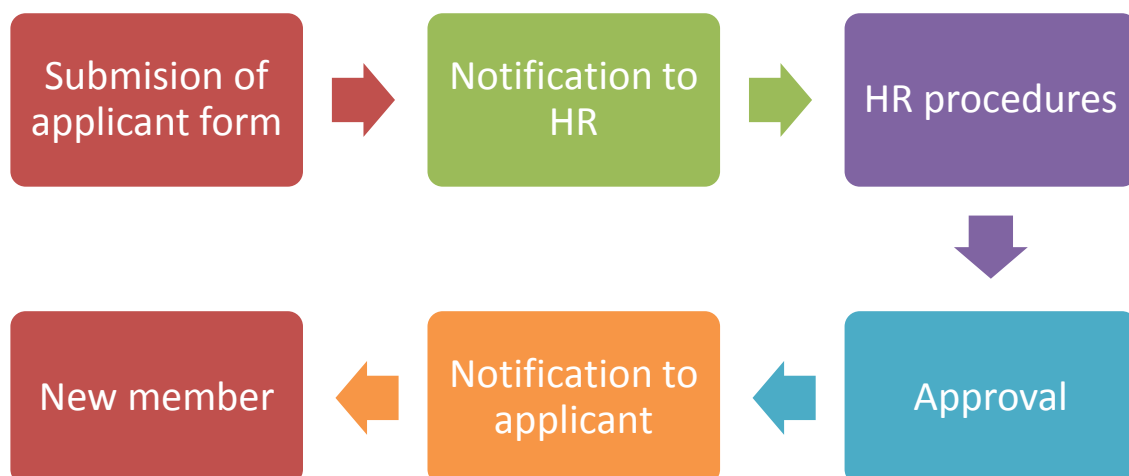 Submision of
applicant form
Notification to
HR
HR procedures
Approval
Notification to
applicant
New member